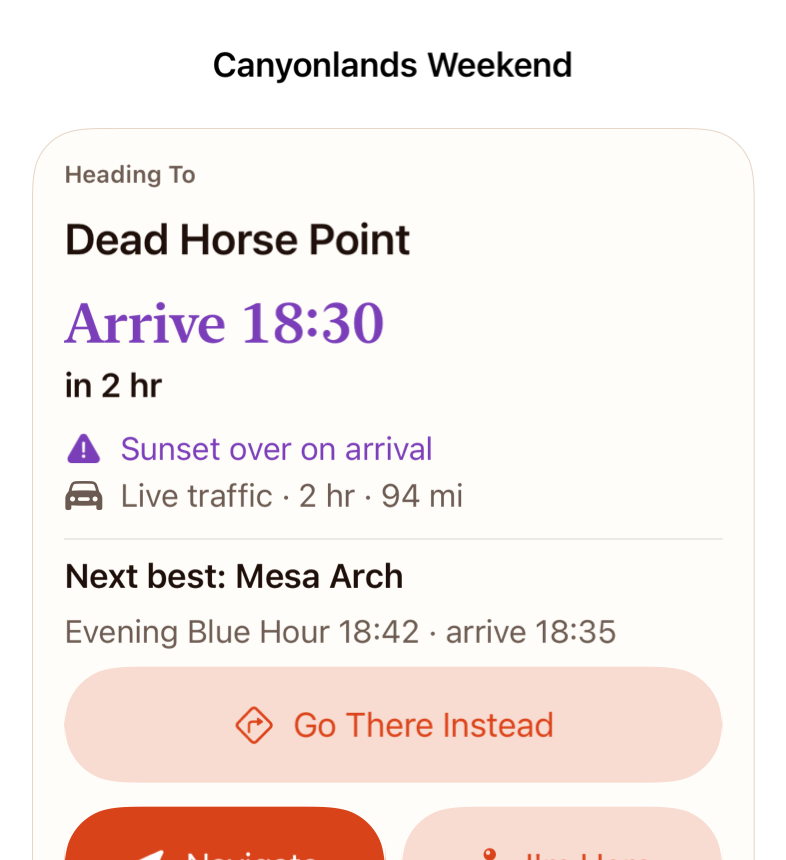 Canyonlands Weekend
Heading To
Dead Horse Point
Arrive 18:30
in 2 hr
Sunset over on arrival
Live traffic · 2 hr · 94 mi
Next best: Mesa Arch
Evening Blue Hour 18:42 · arrive 18:35
Go There Instead
Navigate